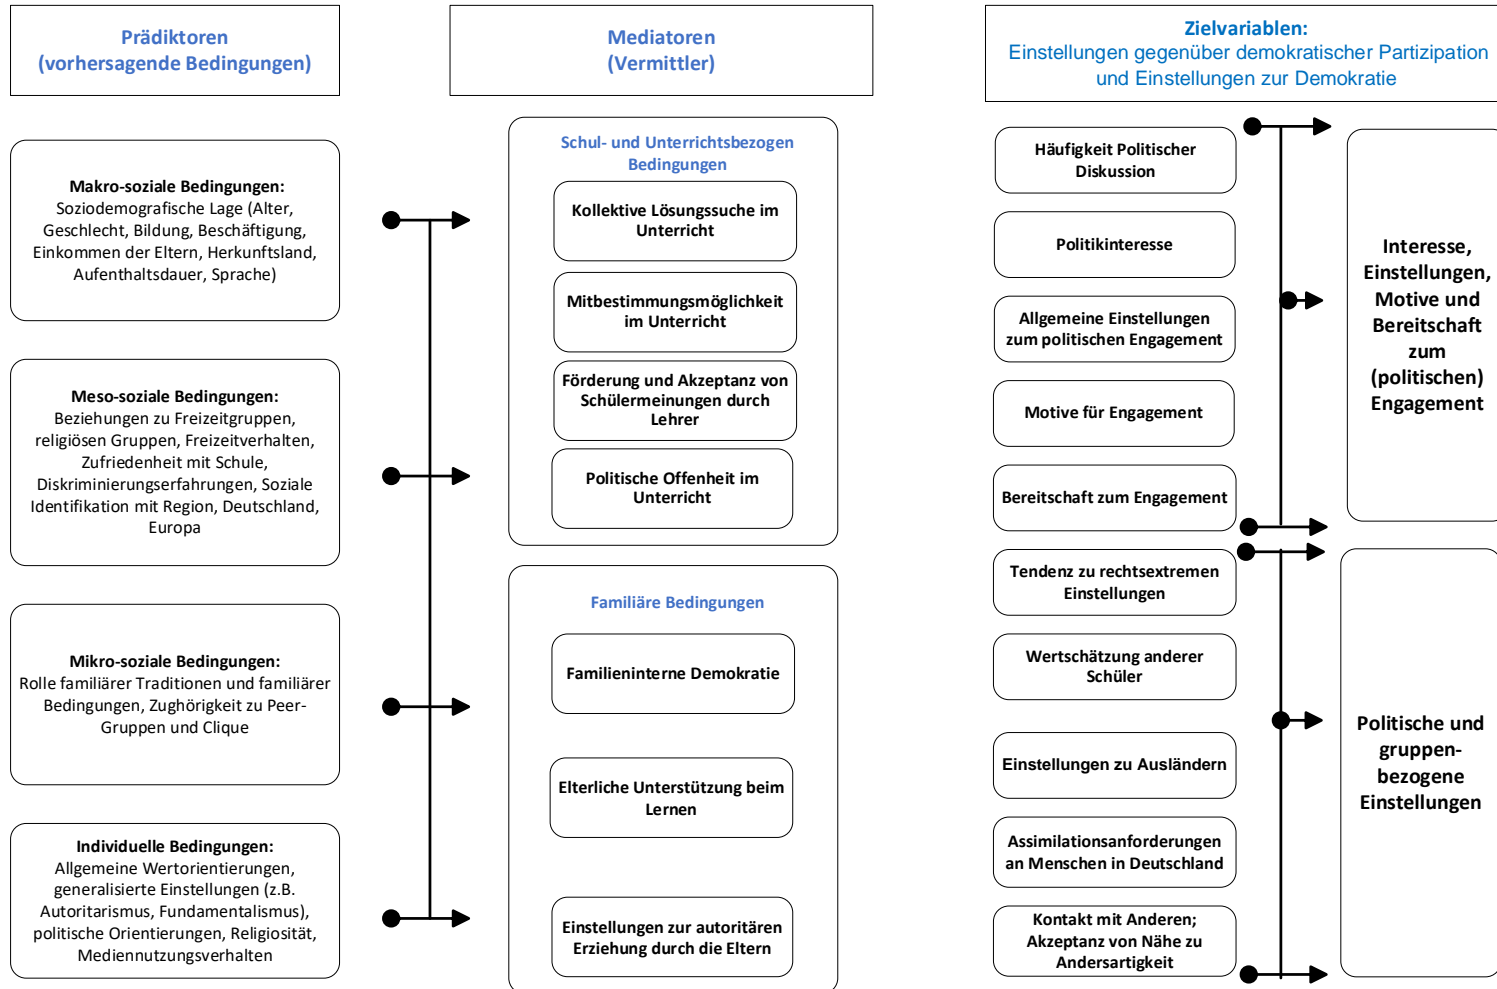 Prädiktoren
(vorhersagende Bedingungen)
Makro-soziale Bedingungen:
Soziodemografische Lage (Alter,
Geschlecht, Bildung, Beschäftigung,
Einkommen der Eltern, Herkunftsland,
Aufenthaltsdauer, Sprache)
Meso-soziale Bedingungen:
Beziehungen zu Freizeitgruppen,
religiösen Gruppen, Freizeitverhalten,
Zufriedenheit mit Schule,
Diskriminierungserfahrungen, Soziale
Identifikation mit Region, Deutschland,
Europa
Mikro-soziale Bedingungen:
Rolle familiärer Traditionen und familiärer
Bedingungen, Zughörigkeit zu Peer-
Gruppen und Clique
Individuelle Bedingungen:
Allgemeine Wertorientierungen,
generalisierte Einstellungen (z.B.
Autoritarismus, Fundamentalismus),
politische Orientierungen, Religiosität,
Mediennutzungsverhalten
Mediatoren
(Vermittler)
Schul- und Unterrichtsbezogen
Bedingungen
Kollektive Lösungssuche im
Unterricht
Mitbestimmungsmöglichkeit
im Unterricht
Förderung und Akzeptanz von
Schülermeinungen durch
Lehrer
Politische Offenheit im
Unterricht
Familiäre Bedingungen
Familieninterne Demokratie
Elterliche Unterstützung beim
Lernen
Einstellungen zur autoritären
Erziehung durch die Eltern
Zielvariablen:
Einstellungen gegenüber demokratischer Partizipation
und Einstellungen zur Demokratie
Häufigkeit Politischer
Diskussion
Politikinteresse
Allgemeine Einstellungen
zum politischen Engagement
Motive für Engagement
Bereitschaft zum Engagement
Tendenz zu rechtsextremen
Einstellungen
Wertschätzung anderer
Schüler
Einstellungen zu Ausländern
Assimilationsanforderungen
an Menschen in Deutschland
Kontakt mit Anderen;
Akzeptanz von Nähe zu
Andersartigkeit
Interesse,
Einstellungen,
Motive und
Bereitschaft
zum
(politischen)
Engagement
Politische und
gruppen-
bezogene
Einstellungen